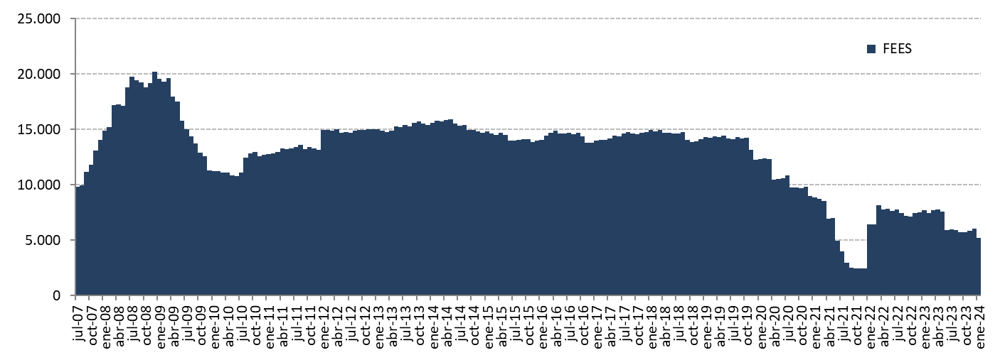 25.000
20.000
15.000
10.000
5.000
0
FEES
jul-07
oct-07
ene-08
abr-08
jul-08
oct-08
ene-09
abr-09
jul-09
oct-09
ene-10
abr-10
jul-10
oct-10
ene-11
abr-11
jul-11
oct-11
ene-12
abr-12
jul-12
oct-12
ene-13
abr-13
jul-13
oct-13
ene-14
abr-14
jul-14
oct-14
ene-15
abr-15
jul-15
oct-15
ene-16
abr-16
jul-16
oct-16
ene-17
abr-17
jul-17
oct-17
ene-18
abr-18
jul-18
oct-18
ene-19
abr-19
jul-19
oct-19
ene-20
abr-20
jul-20
oct-20
ene-21
abr-21
jul-21
oct-21
ene-22
abr-22
jul-22
oct-22
ene-23
abr-23
jul-23
oct-23
ene-24